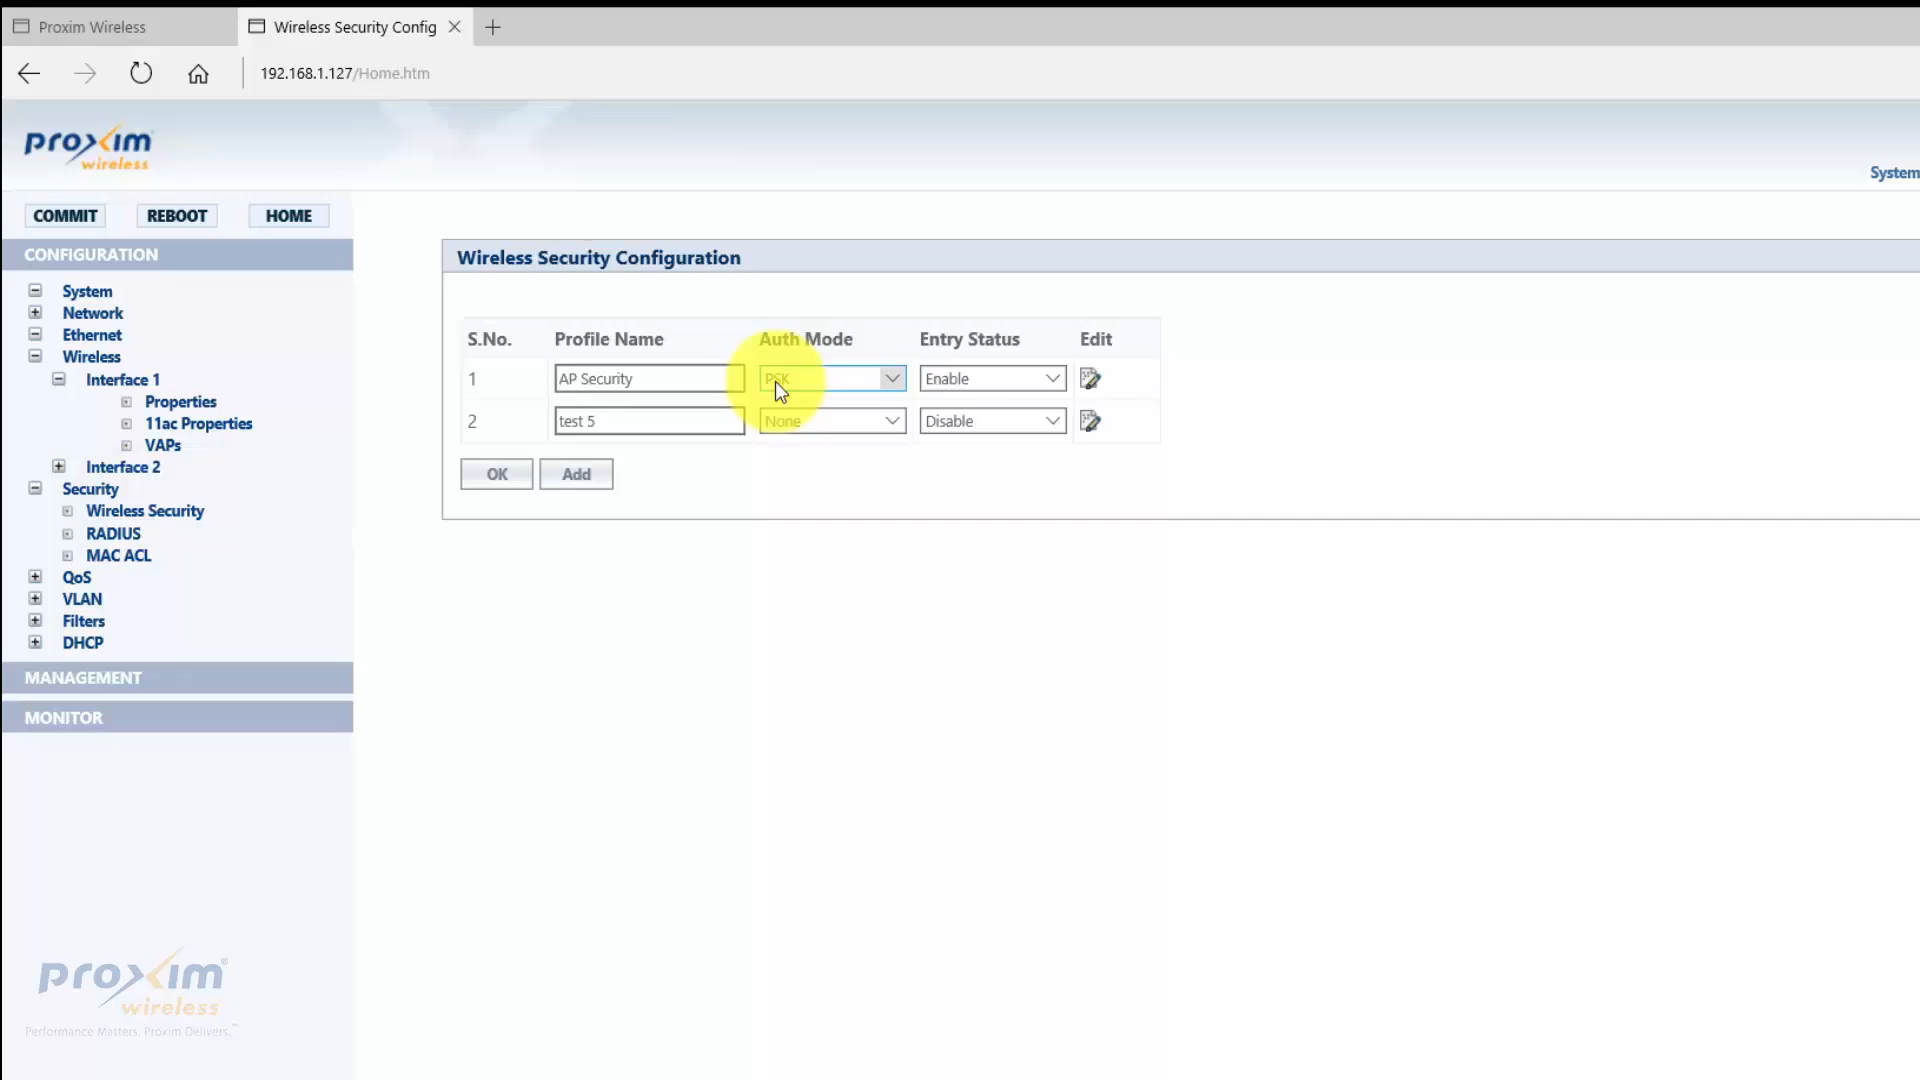 Proxim Wireless
Wireless Security Config
192.168.1.127/Home.htm
proxim
wireless
System
COMMIT REBOOT HOME
CONFIGURATION
System
Network
Ethernet
Wireless
Interface 1
Properties
11ac Properties
VAPs
Interface 2
Security
Wireless Security
RADIUS
MAC ACL
QoS
VLAN
Filters
DHCP
MANAGEMENT
MONITOR
Wireless Security Configuration
S.No. Profile Name Auth Mode Entry Status Edit
1 AP Security PSK Enable
2 test 5 None Disable
OK Add
proxim®
wireless
Performance Matters. Proxim Delivers.™